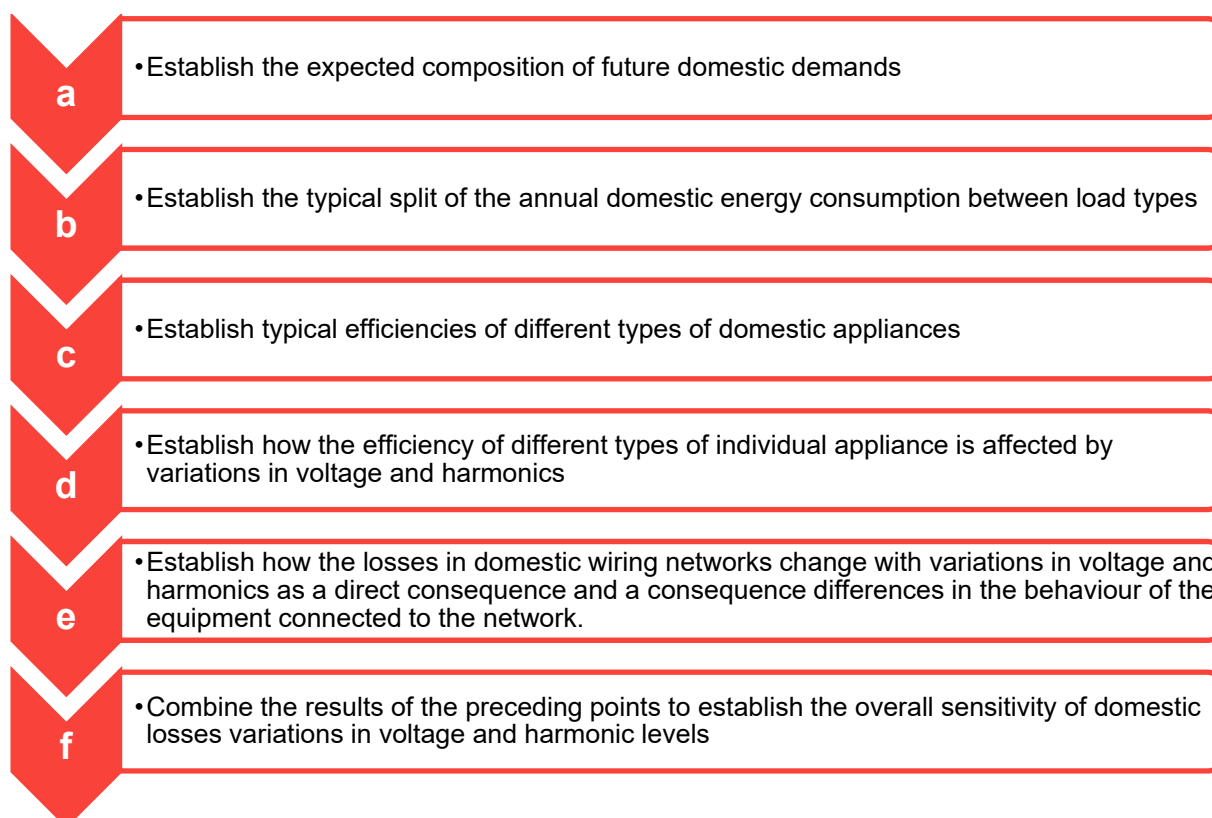 a
•Establish the expected composition of future domestic demands
b
•Establish the typical split of the annual domestic energy consumption between load types
c
•Establish typical efficiencies of different types of domestic appliances
d
•Establish how the efficiency of different types of individual appliance is affected by
variations in voltage and harmonics
e
•Establish how the losses in domestic wiring networks change with variations in voltage and
harmonics as a direct consequence and a consequence differences in the behaviour of the
equipment connected to the network.
f
•Combine the results of the preceding points to establish the overall sensitivity of domestic
losses variations in voltage and harmonic levels